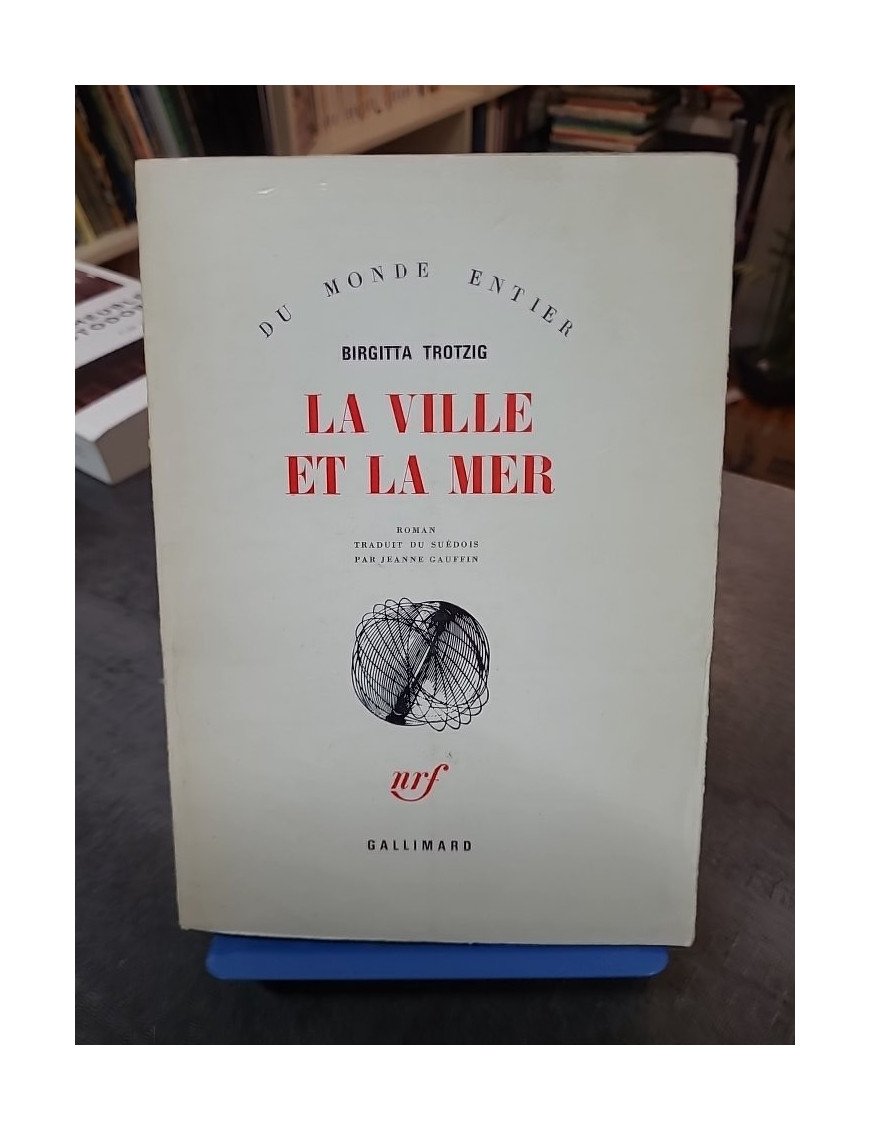 DU MONDE ENTIER
BIRGITTA TROTZIG
LA VILLE
ET LA MER
ROMAN
TRADUIT DU SUÉDOIS
PAR JEANNE GAUFFIN
nrf
GALLIMARD